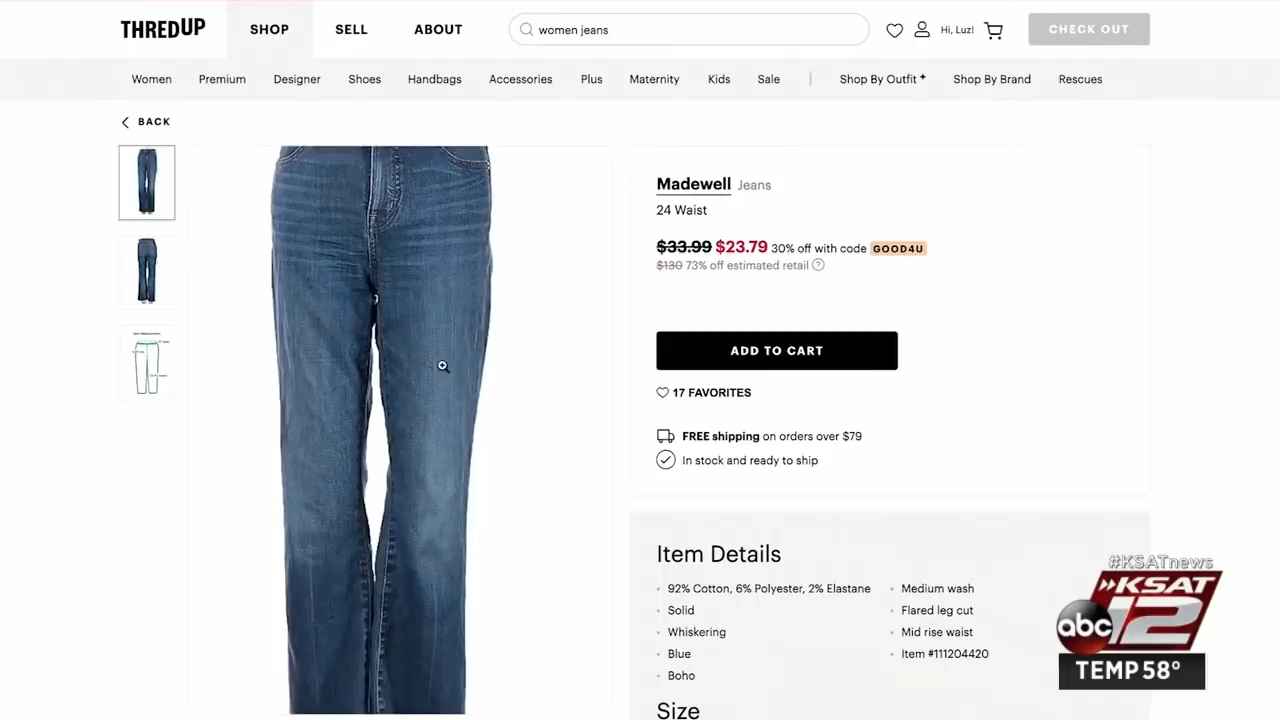 THREDUP
SHOP
SELL
ABOUT
women jeans
Hi, Luz!
CHECK OUT
Women
Premium
Designer
Shoes
Handbags
Accessories
Plus
Maternity
Kids
Sale
Shop By Outfit
Shop By Brand
Rescues
BACK
Madewell Jeans
24 Waist
$33.99 $23.79 30% off with code GOOD4U
$130 73% off estimated retail ?
ADD TO CART
17 FAVORITES
FREE shipping on orders over $79
In stock and ready to ship
Item Details
92% Cotton, 6% Polyester, 2% Elastane
Solid
Whiskering
Blue
Boho
Medium wash
Flared leg cut
Mid rise waist
Item #111204420
Size
#KSATnews
KSAT
abc 12
TEMP 58°